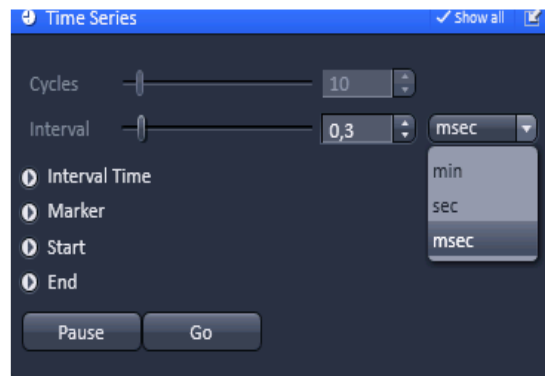 Time Series Show all
Cycles 10
Interval 0,3 msec
min
Interval Time
sec
Marker
msec
Start
End
Pause Go